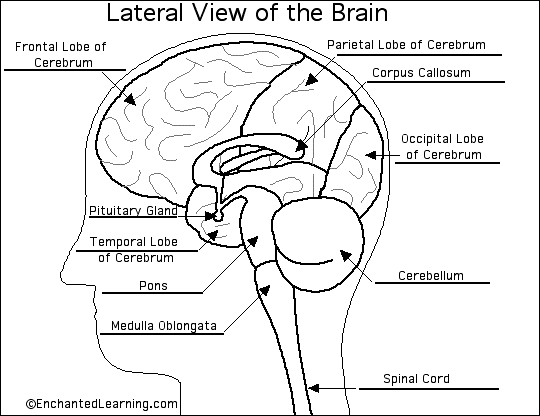 Lateral View of the Brain
Frontal Lobe of
Cerebrum
Parietal Lobe of Cerebrum
Corpus Callosum
Occipital Lobe
of Cerebrum
Pituitary Gland
Temporal Lobe
of Cerebrum
Pons
Cerebellum
Medulla Oblongata
Spinal Cord
©EnchantedLearning.com